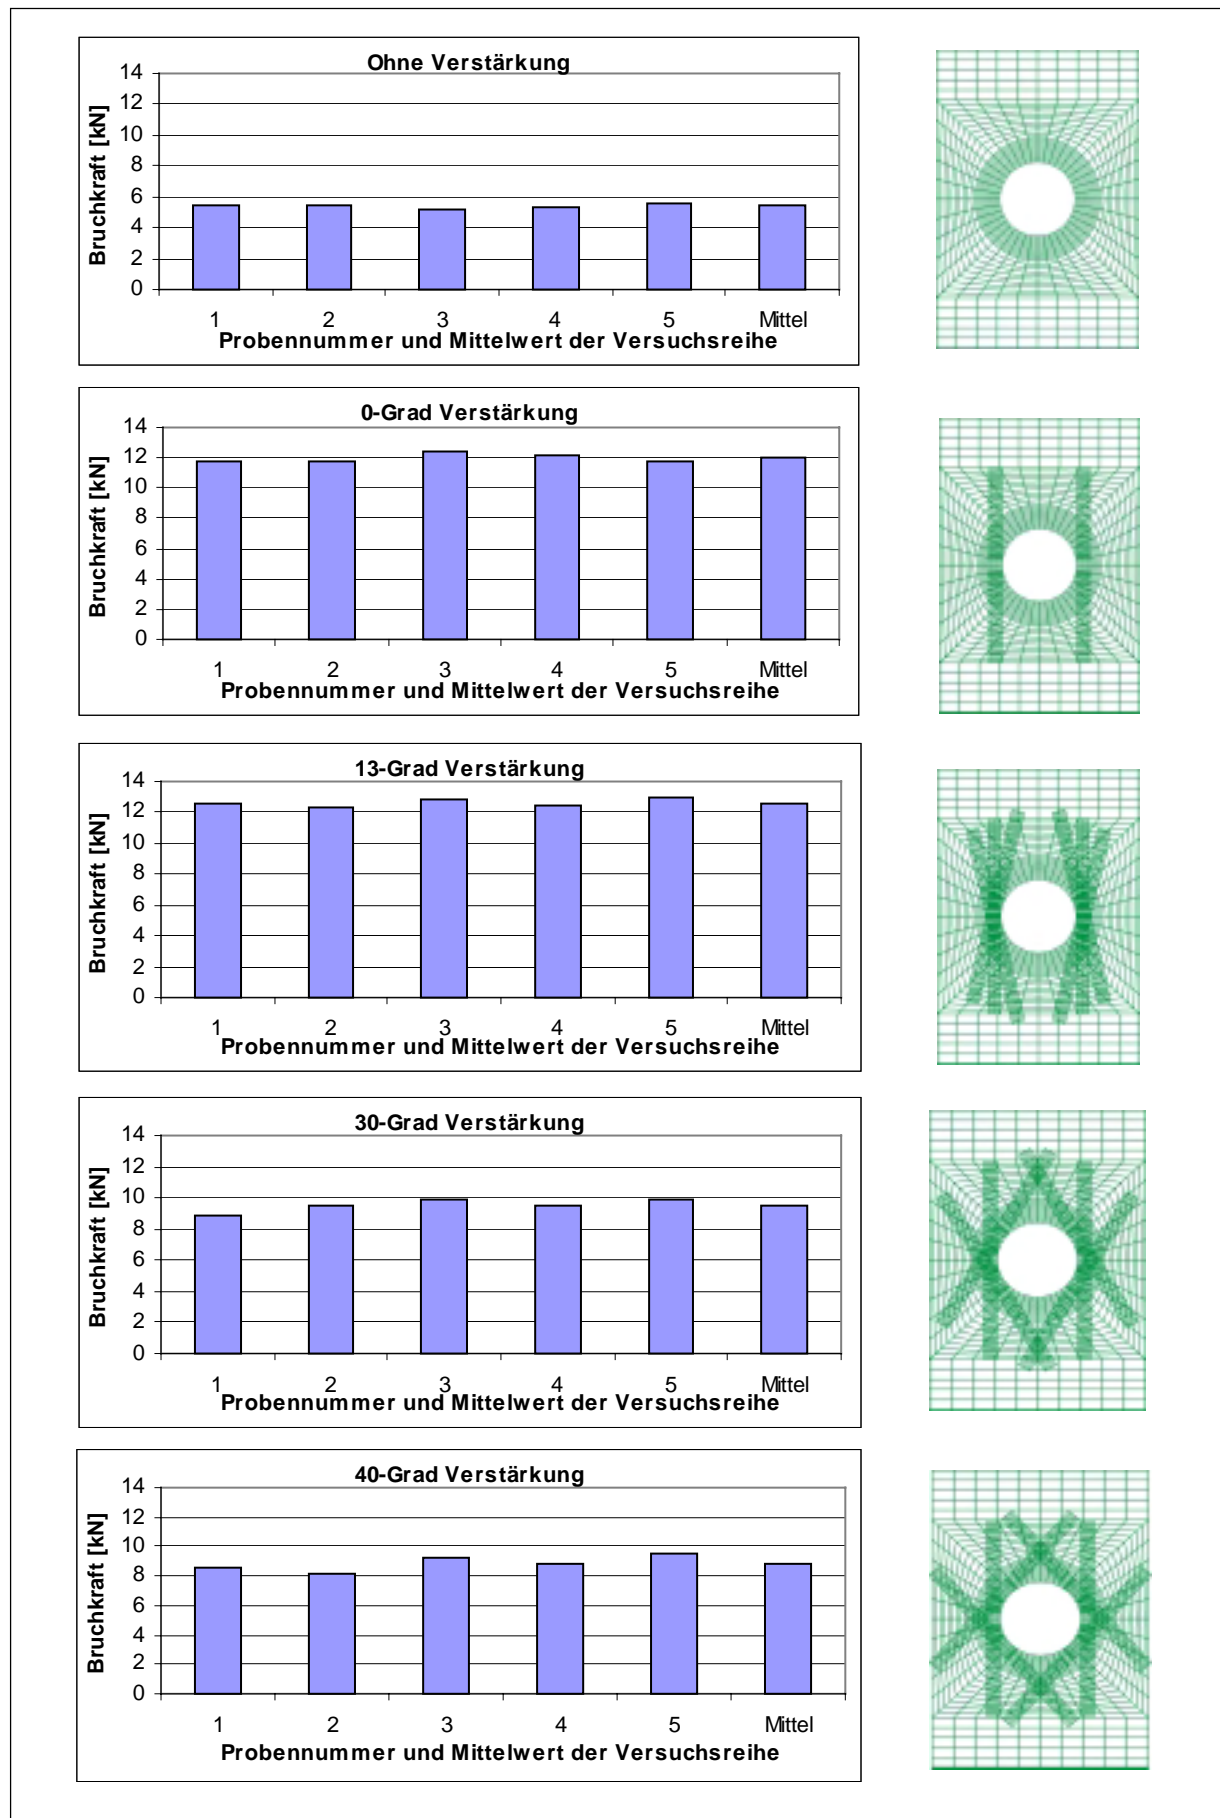 Ohne Verstärkung
14
12
10
8
6
4
2
0
Bruchkraft [kN]
1 2 3 4 5 Mittel
Probennummer und Mittelwert der Versuchsreihe
0-Grad Verstärkung
14
12
10
8
6
4
2
0
Bruchkraft [kN]
1 2 3 4 5 Mittel
Probennummer und Mittelwert der Versuchsreihe
13-Grad Verstärkung
14
12
10
8
6
4
2
0
Bruchkraft [kN]
1 2 3 4 5 Mittel
Probennummer und Mittelwert der Versuchsreihe
30-Grad Verstärkung
14
12
10
8
6
4
2
0
Bruchkraft [kN]
1 2 3 4 5 Mittel
Probennummer und Mittelwert der Versuchsreihe
40-Grad Verstärkung
14
12
10
8
6
4
2
0
Bruchkraft [kN]
1 2 3 4 5 Mittel
Probennummer und Mittelwert der Versuchsreihe